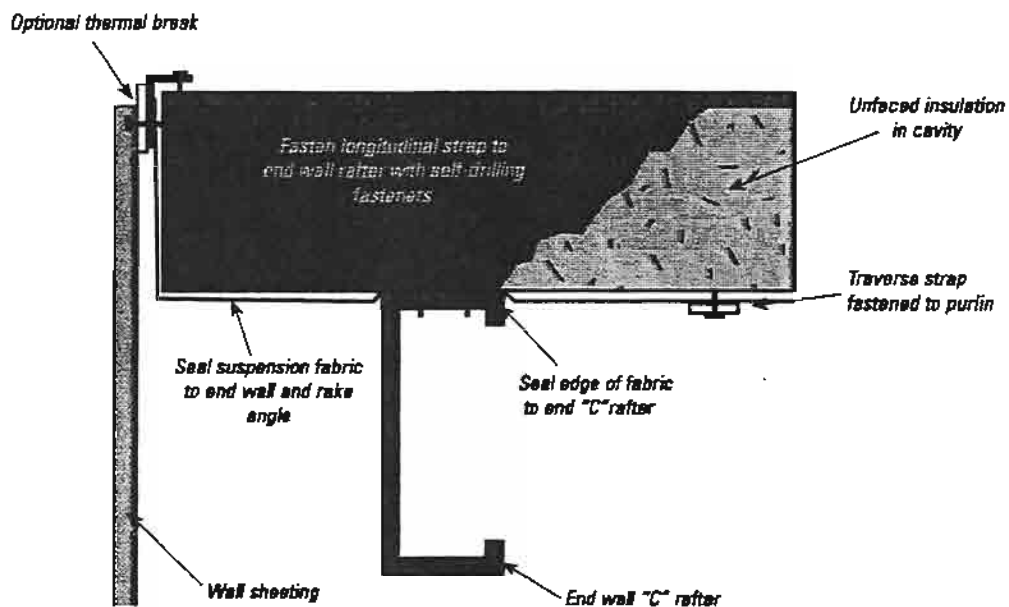 Optional thermal break
Unfaced insulation
in cavity
Fasten longitudinal strap to
end wall rafter with self-drilling
fasteners
Traverse strap
fastened to purlin
Seal suspension fabric
to end wall and rake
angle
Seal edge of fabric
to end "C" rafter
Wall sheeting
End wall "C" rafter